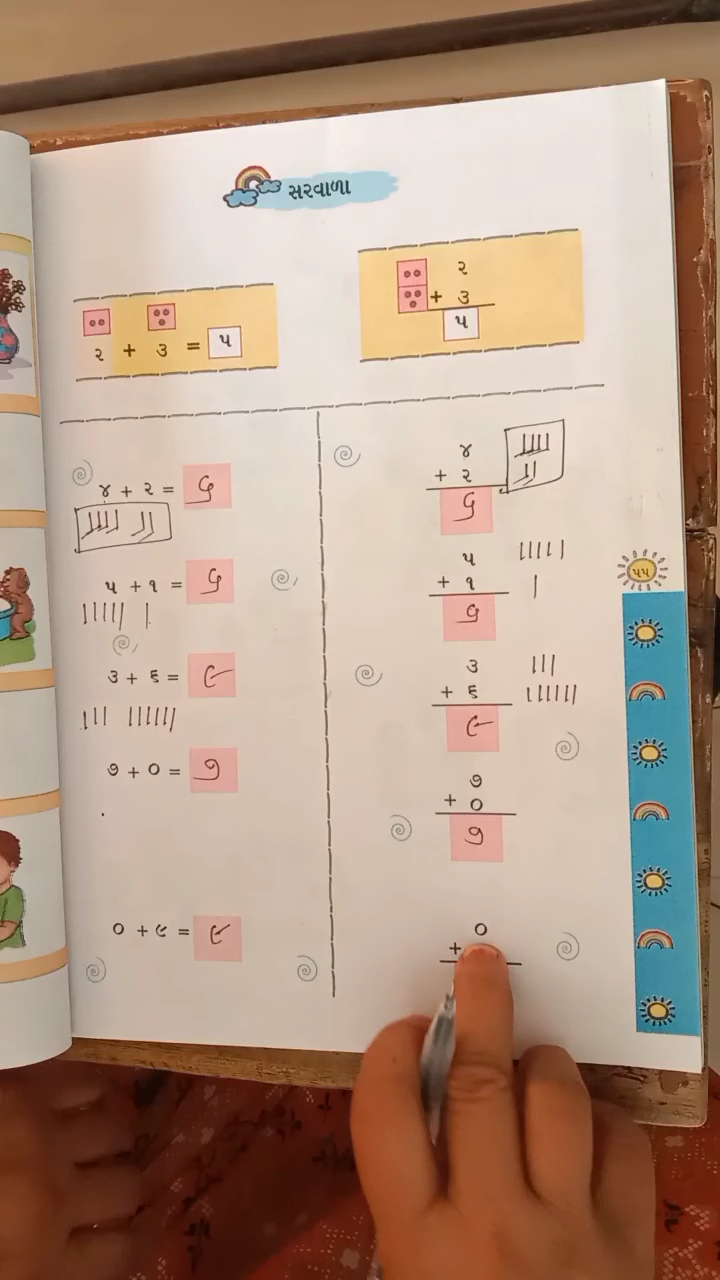 સરવાળા
૨ + ૩ = ૫
૨
+ ૩
૫
૪ + ૨ = ૬
૫ + ૧ = ૬
૩ + ૬ = ૯
૭ + ૦ = ૭
૦ + ૯ = ૯
૪
+ ૨
૬
૫
+ ૧
૬
૩
+ ૬
૯
૭
+ ૦
૭
૦
+
૫૫